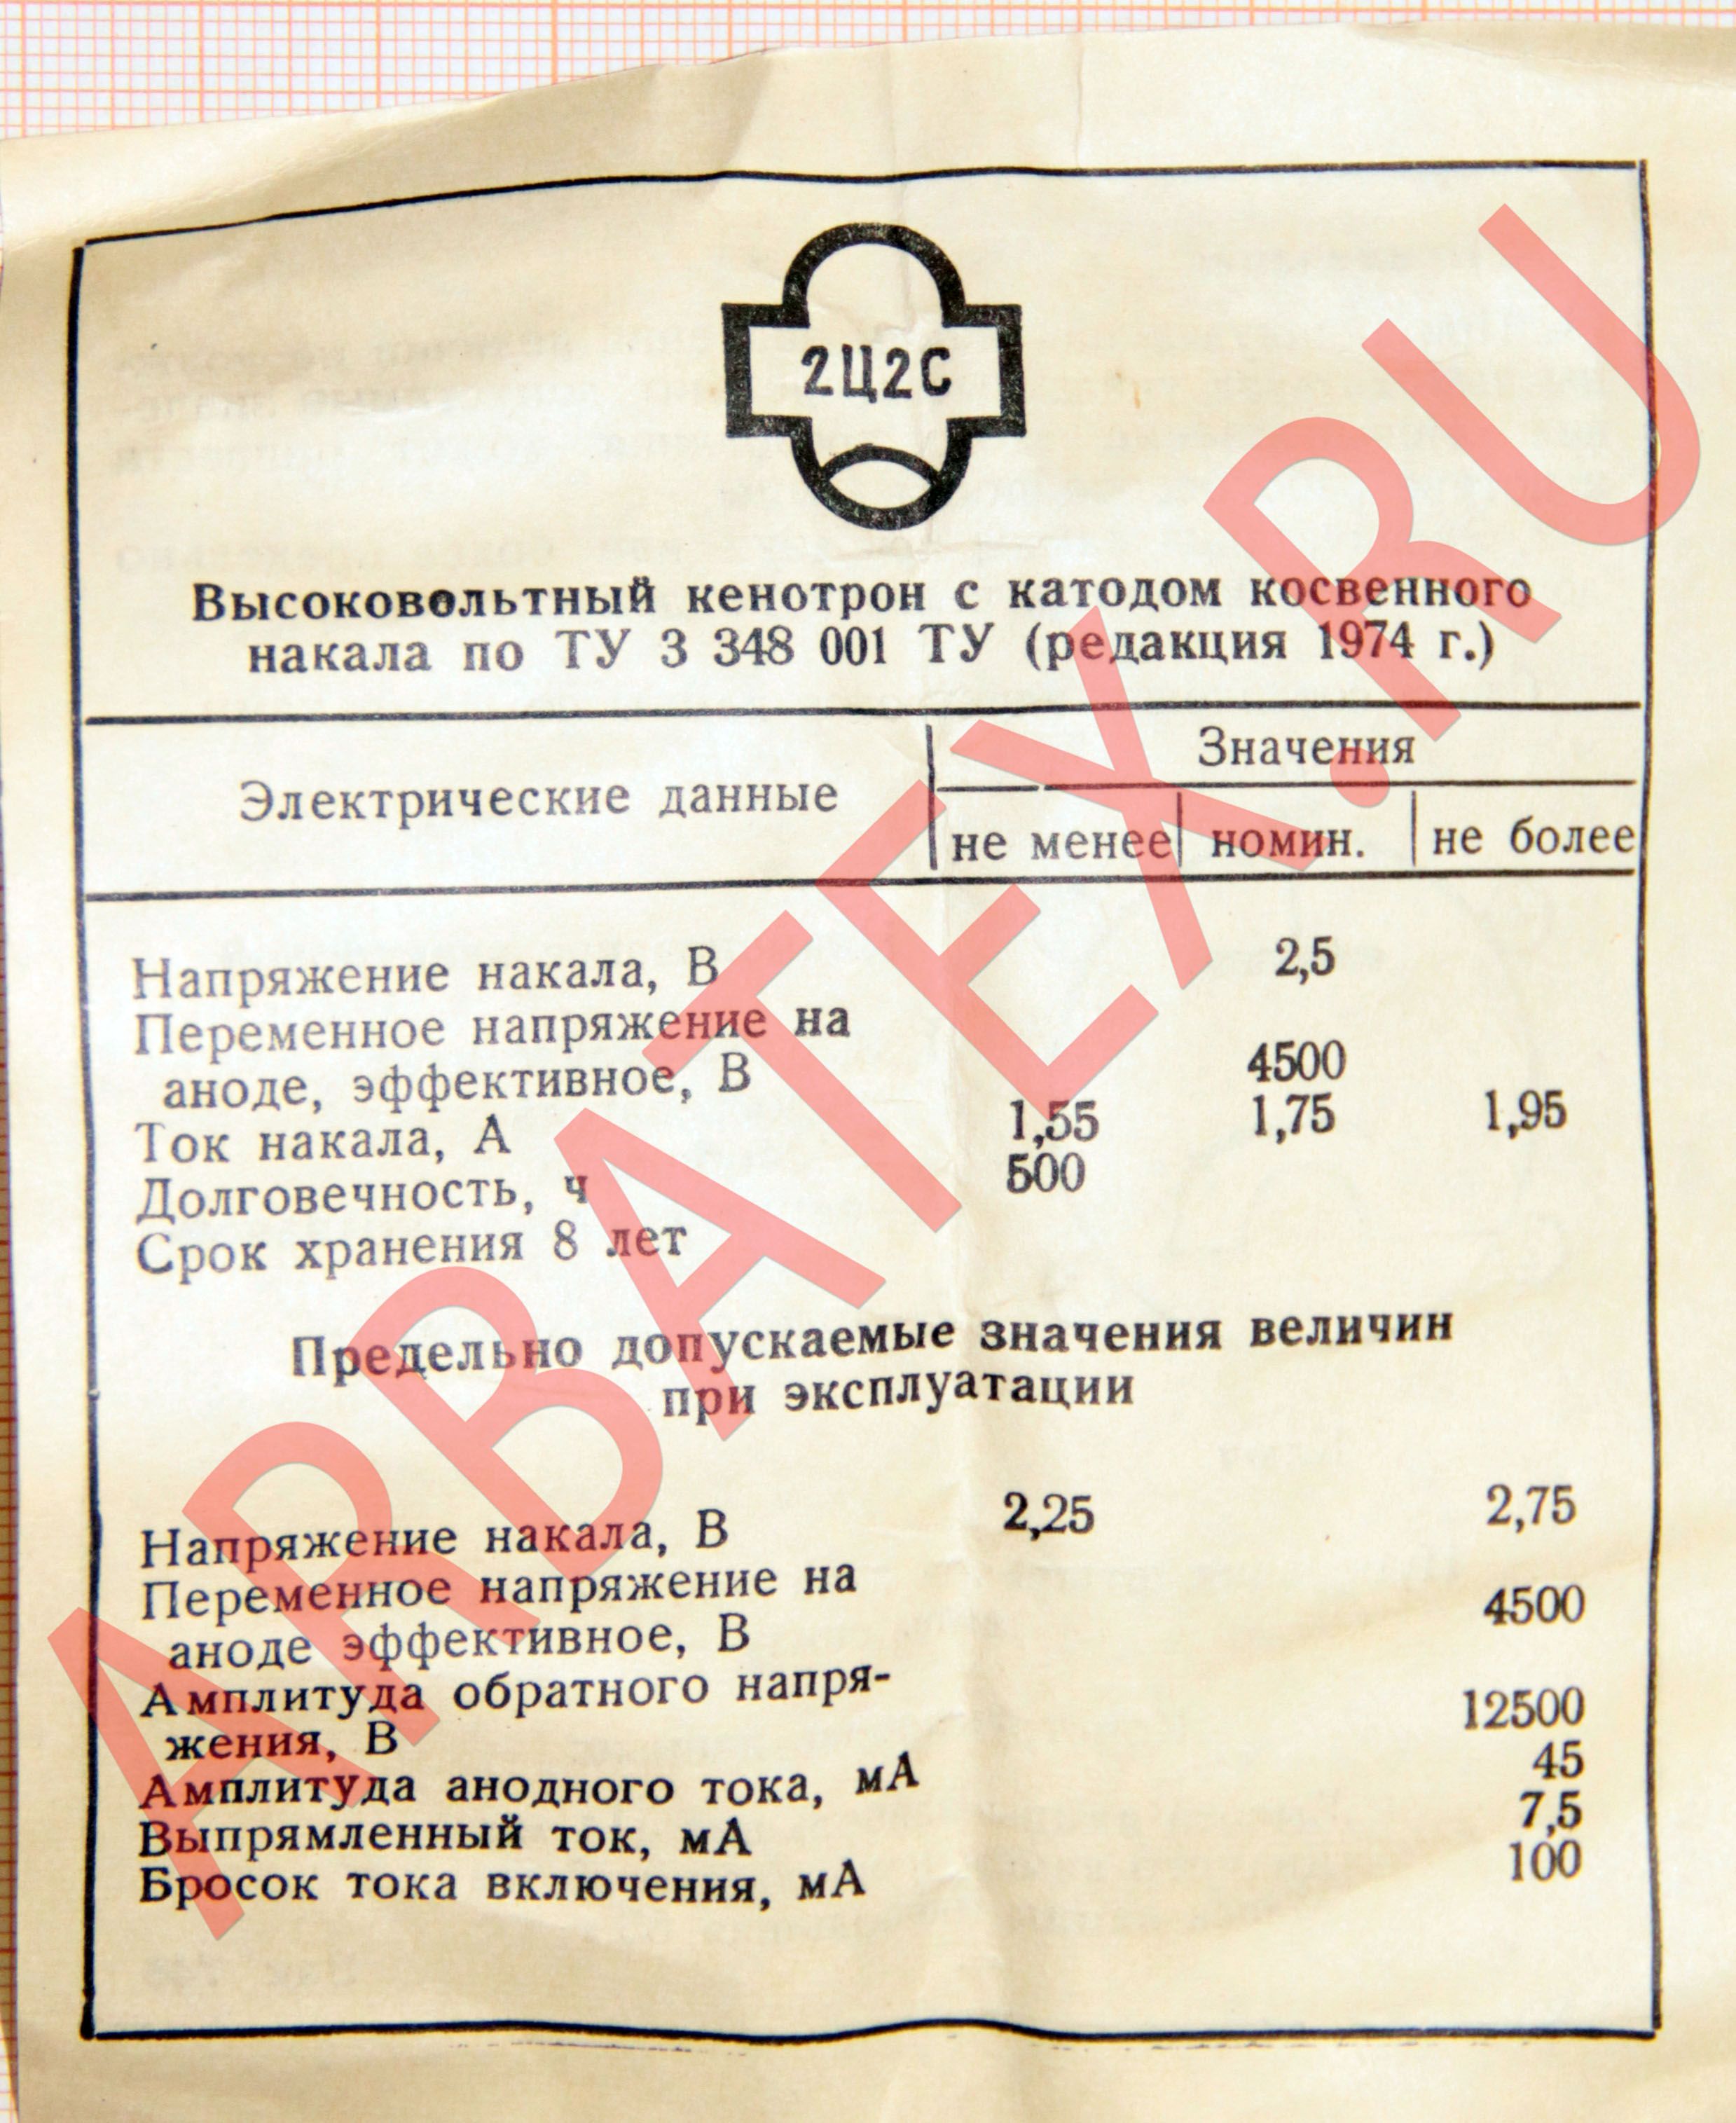 2Ц2С
Высоковольтный кенотрон с катодом косвенного
накала по ТУ 3 348 001 ТУ (редакция 1974 г.)
Электрические данные
Значения
не менее номин. не более
Напряжение накала, В 2,5
Переменное напряжение на
аноде, эффективное, В 4500
Ток накала, А 1,55 1,75 1,95
Долговечность, ч 500
Срок хранения 8 лет
Предельно допускаемые значения величин
при эксплуатации
Напряжение накала, В 2,25 2,75
Переменное напряжение на
аноде эффективное, В 4500
Амплитуда обратного напря-
жения, В 12500
Амплитуда анодного тока, мА 45
Выпрямленный ток, мА 7,5
Бросок тока включения, мА 100
ARBATEX.RU